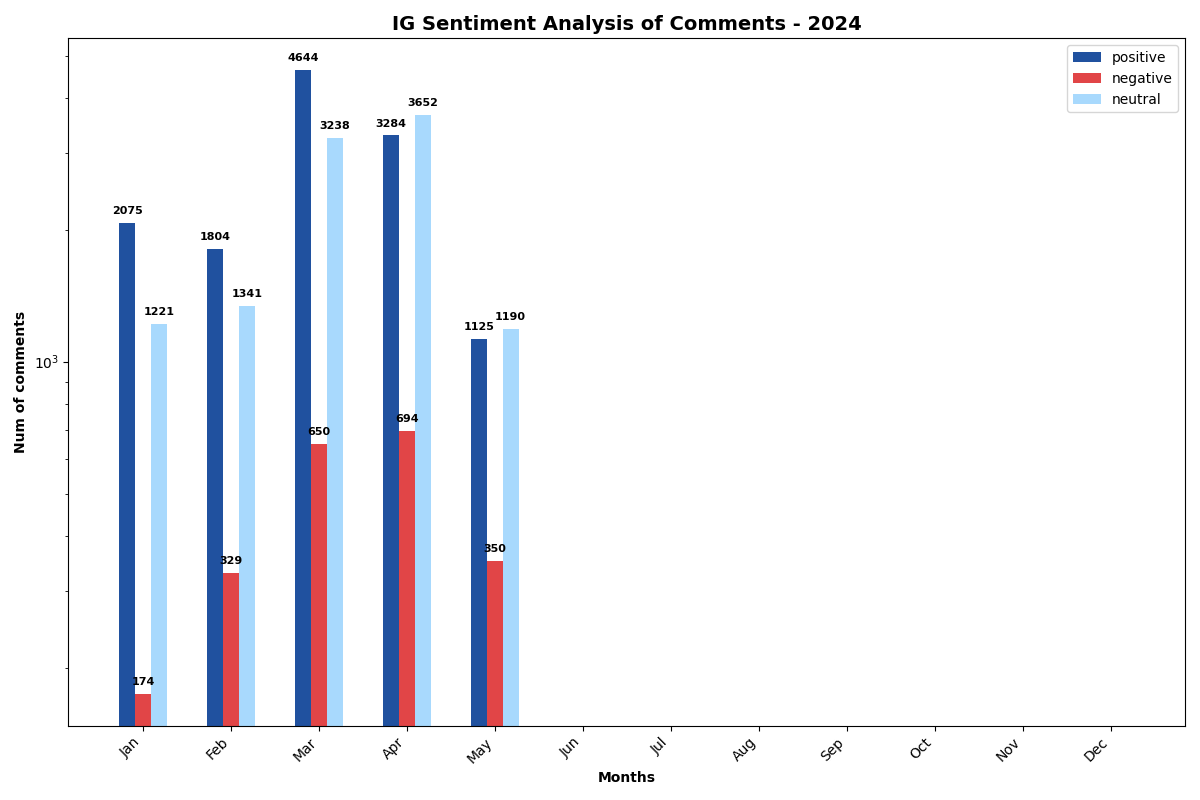 IG Sentiment Analysis of Comments - 2024
positive
negative
neutral
Num of comments
10³
2075
174
1221
1804
329
1341
4644
650
3238
3284
694
3652
1125
350
1190
Jan
Feb
Mar
Apr
May
Jun
Jul
Aug
Sep
Oct
Nov
Dec
Months